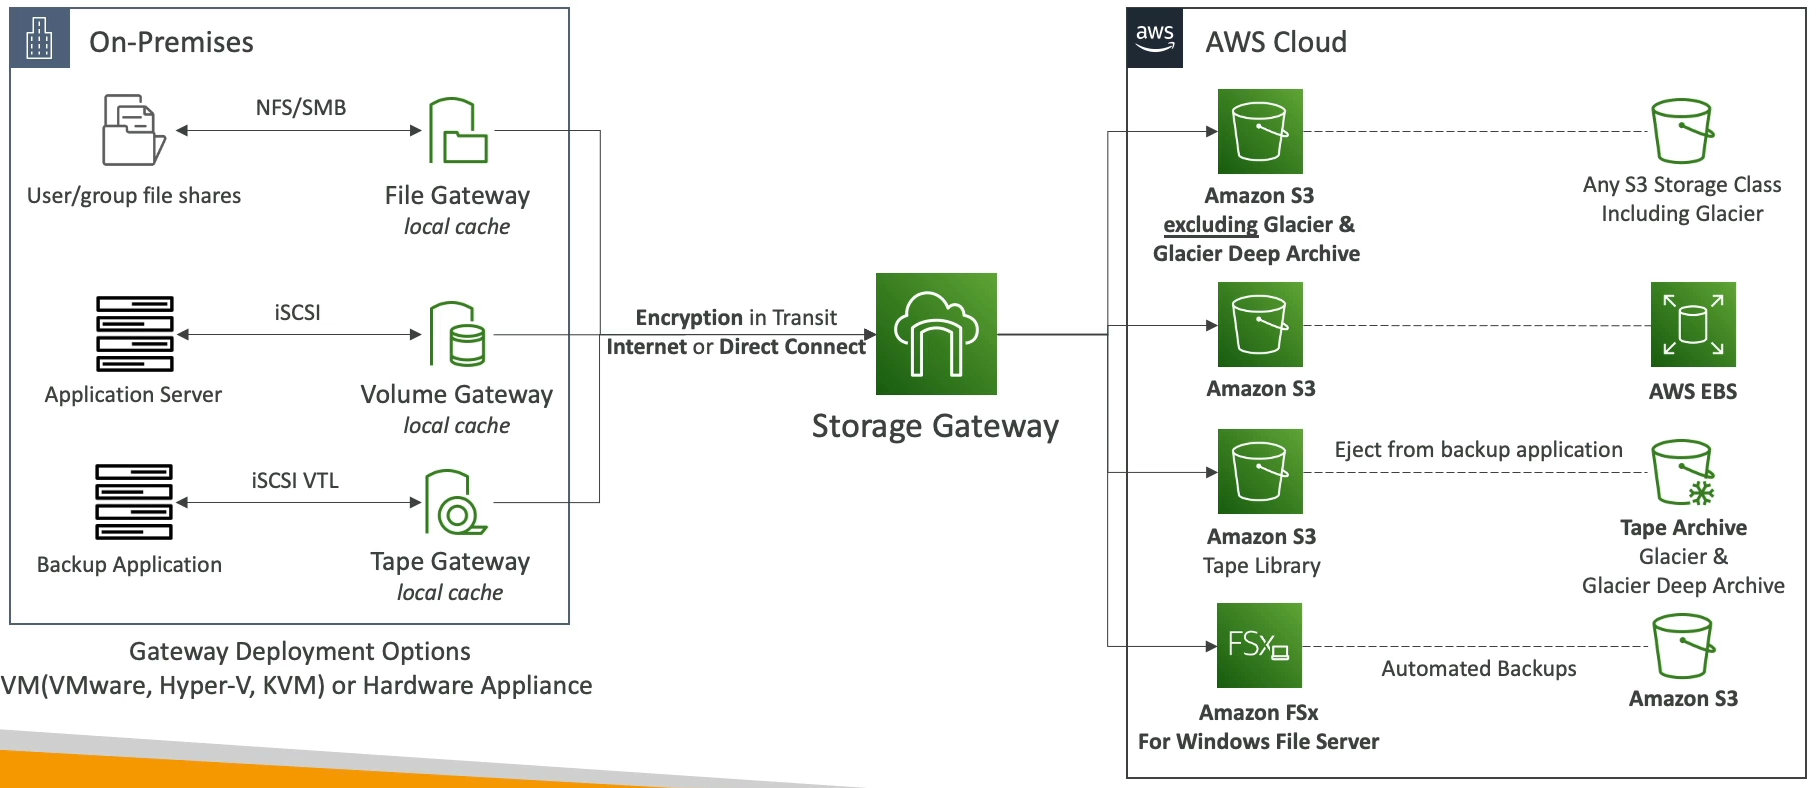 On-Premises
NFS/SMB
User/group file shares
File Gateway
local cache
iSCSI
Application Server
Volume Gateway
local cache
iSCSI VTL
Backup Application
Tape Gateway
local cache
Gateway Deployment Options
VM(VMware, Hyper-V, KVM) or Hardware Appliance
Encryption in Transit
Internet or Direct Connect
Storage Gateway
aws
AWS Cloud
Amazon S3
excluding Glacier &
Glacier Deep Archive
Any S3 Storage Class
Including Glacier
Amazon S3
AWS EBS
Eject from backup application
Amazon S3
Tape Library
Tape Archive
Glacier &
Glacier Deep Archive
FSx
Automated Backups
Amazon FSx
For Windows File Server
Amazon S3